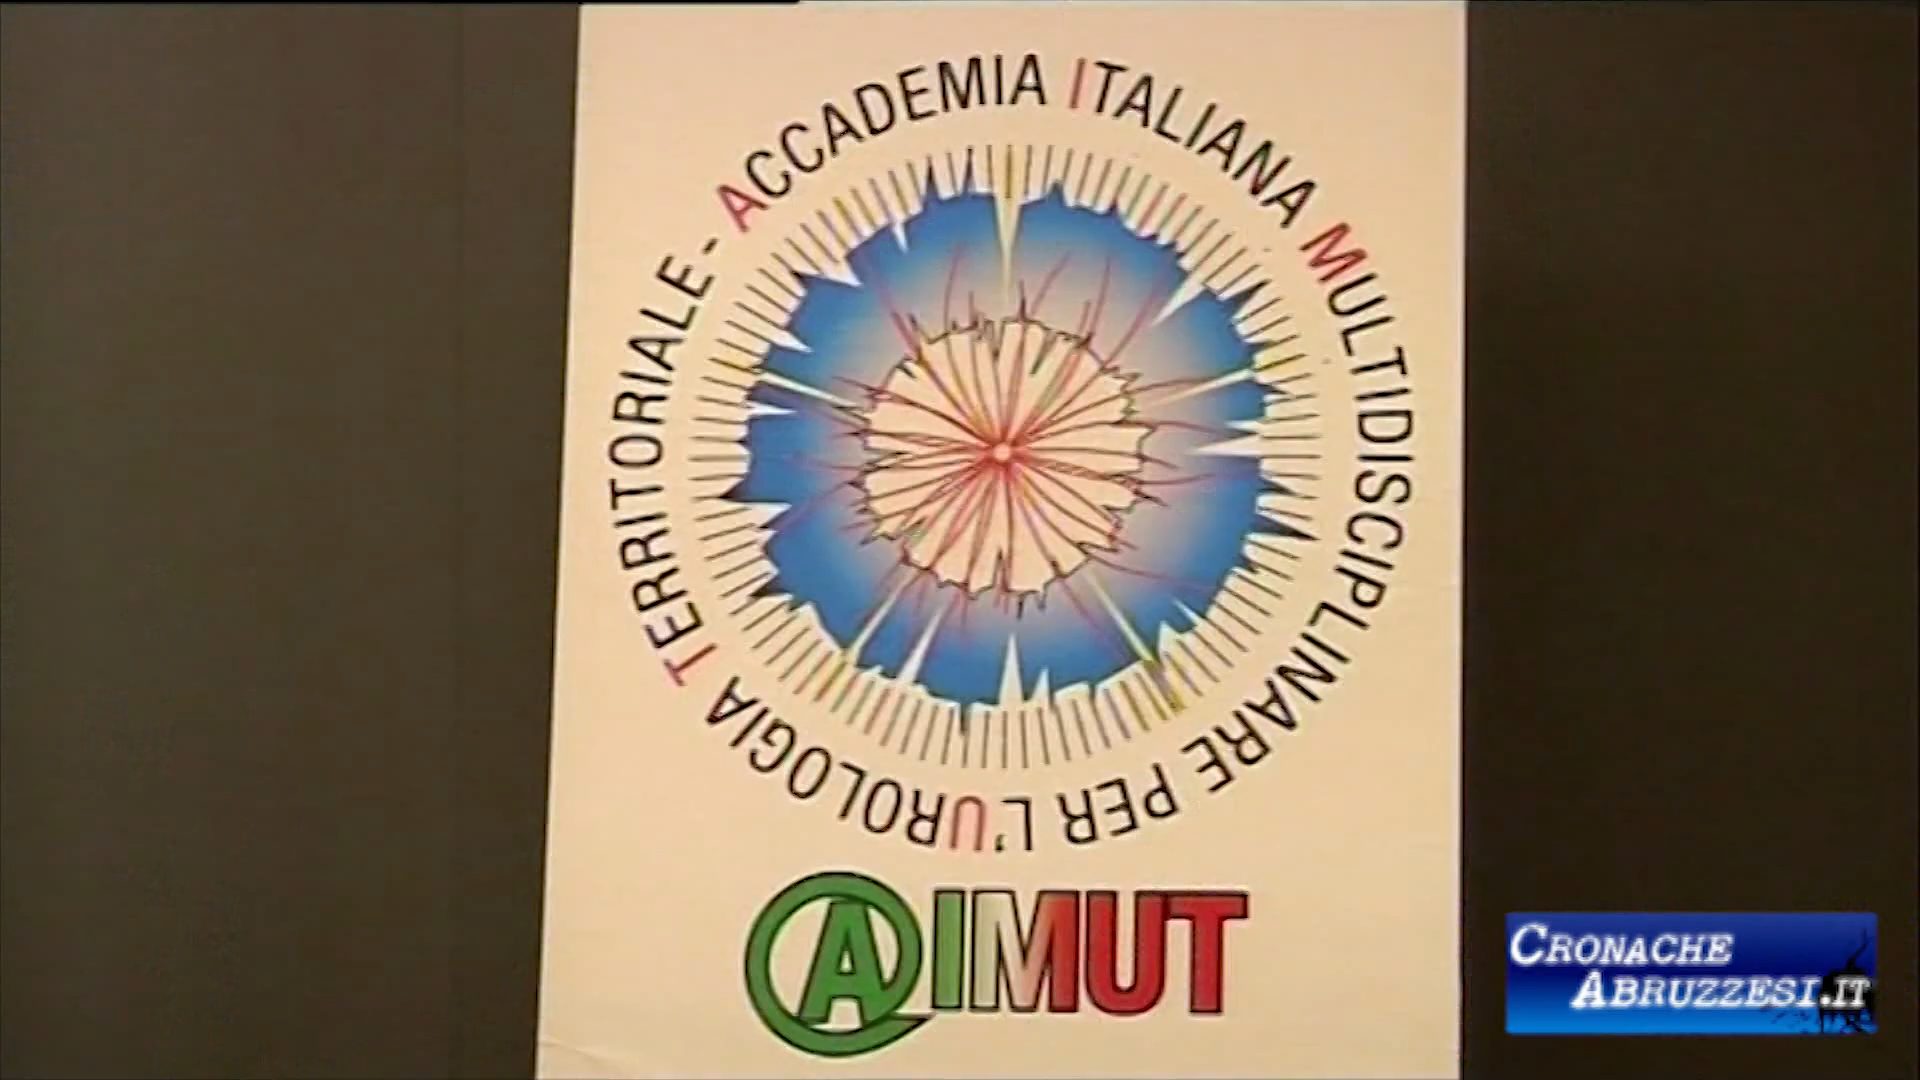 ACCADEMIA ITALIANA MULTIDISCIPLINARE PER L'UROLOGIA TERRITORIALE -
AIMUT
CRONACHE
ABRUZZESI.IT